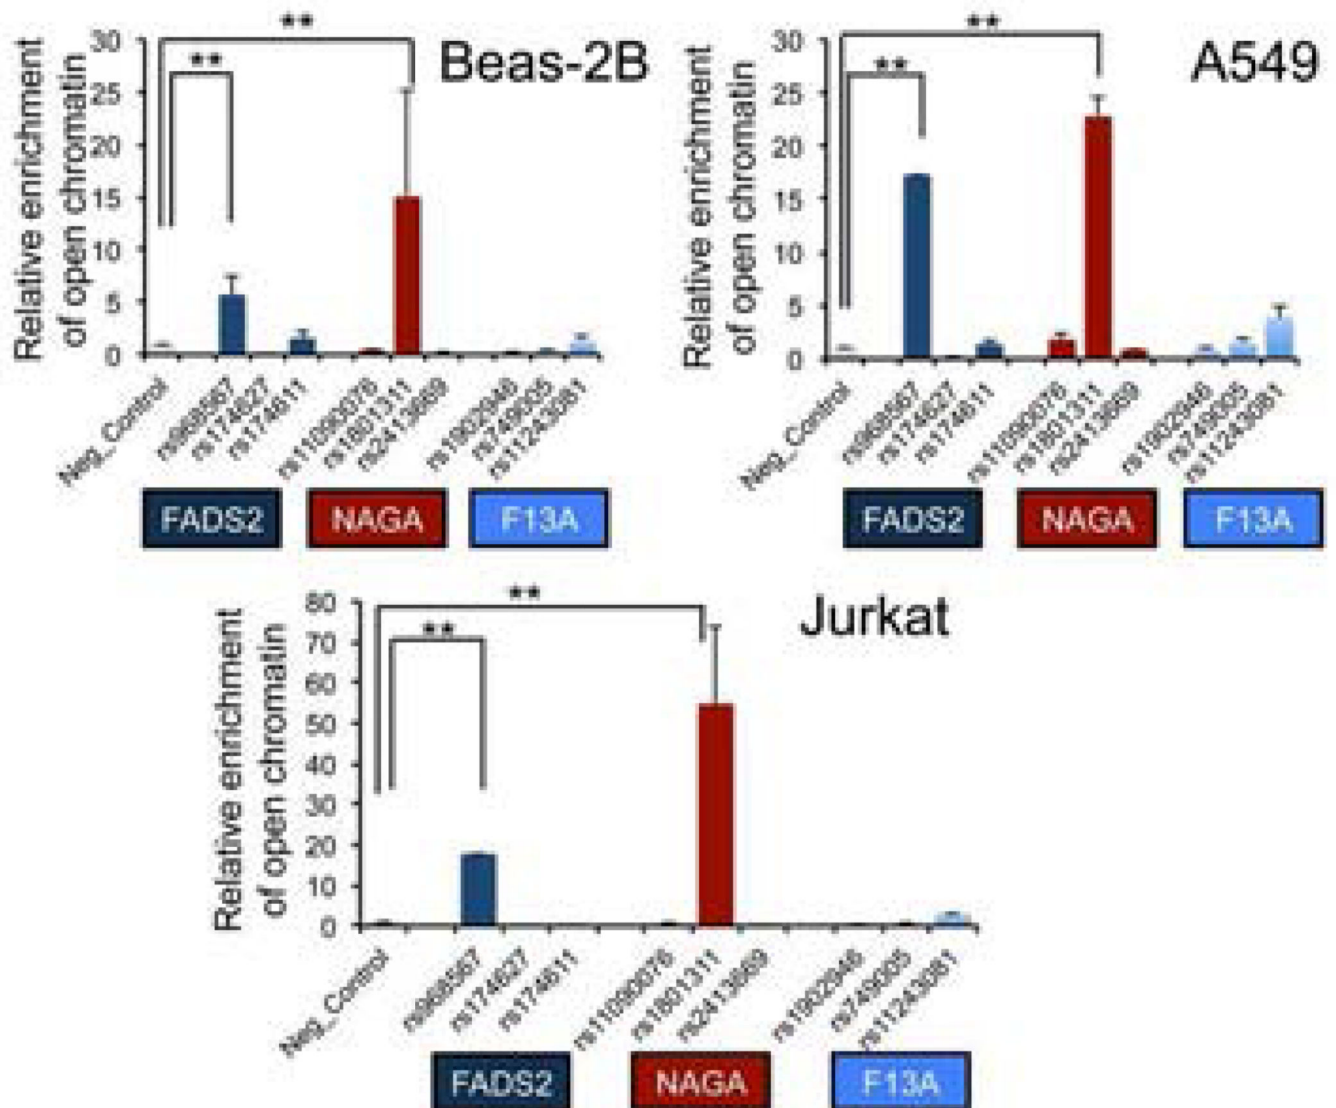 **
**
Beas-2B
Relative enrichment
of open chromatin
30
25
20
15
10
5
0
Neg_Control
rs968567
rs174627
rs174611
rs11090076
rs1801311
rs2413669
rs1902946
rs749005
rs11243081
FADS2
NAGA
F13A
**
**
A549
Relative enrichment
of open chromatin
30
25
20
15
10
5
0
Neg_Control
rs968567
rs174627
rs174611
rs11090076
rs1801311
rs2413669
rs1902946
rs749005
rs11243081
FADS2
NAGA
F13A
**
**
Jurkat
Relative enrichment
of open chromatin
80
70
60
50
40
30
20
10
0
Neg_Control
rs968567
rs174627
rs174611
rs11090076
rs1801311
rs2413669
rs1902946
rs749005
rs11243081
FADS2
NAGA
F13A